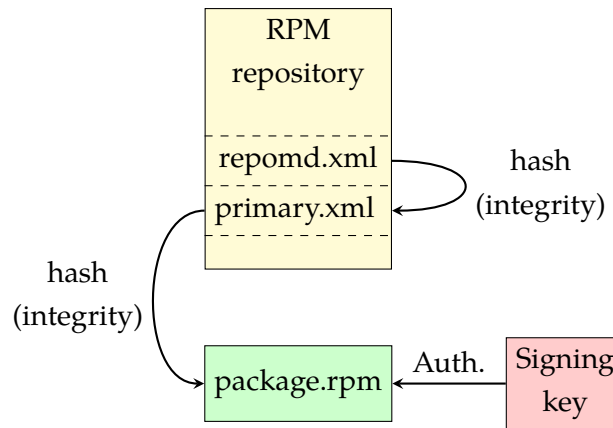 RPM
repository
repomd.xml
hash
(integrity)
primary.xml
hash
(integrity)
package.rpm
Auth.
Signing
key